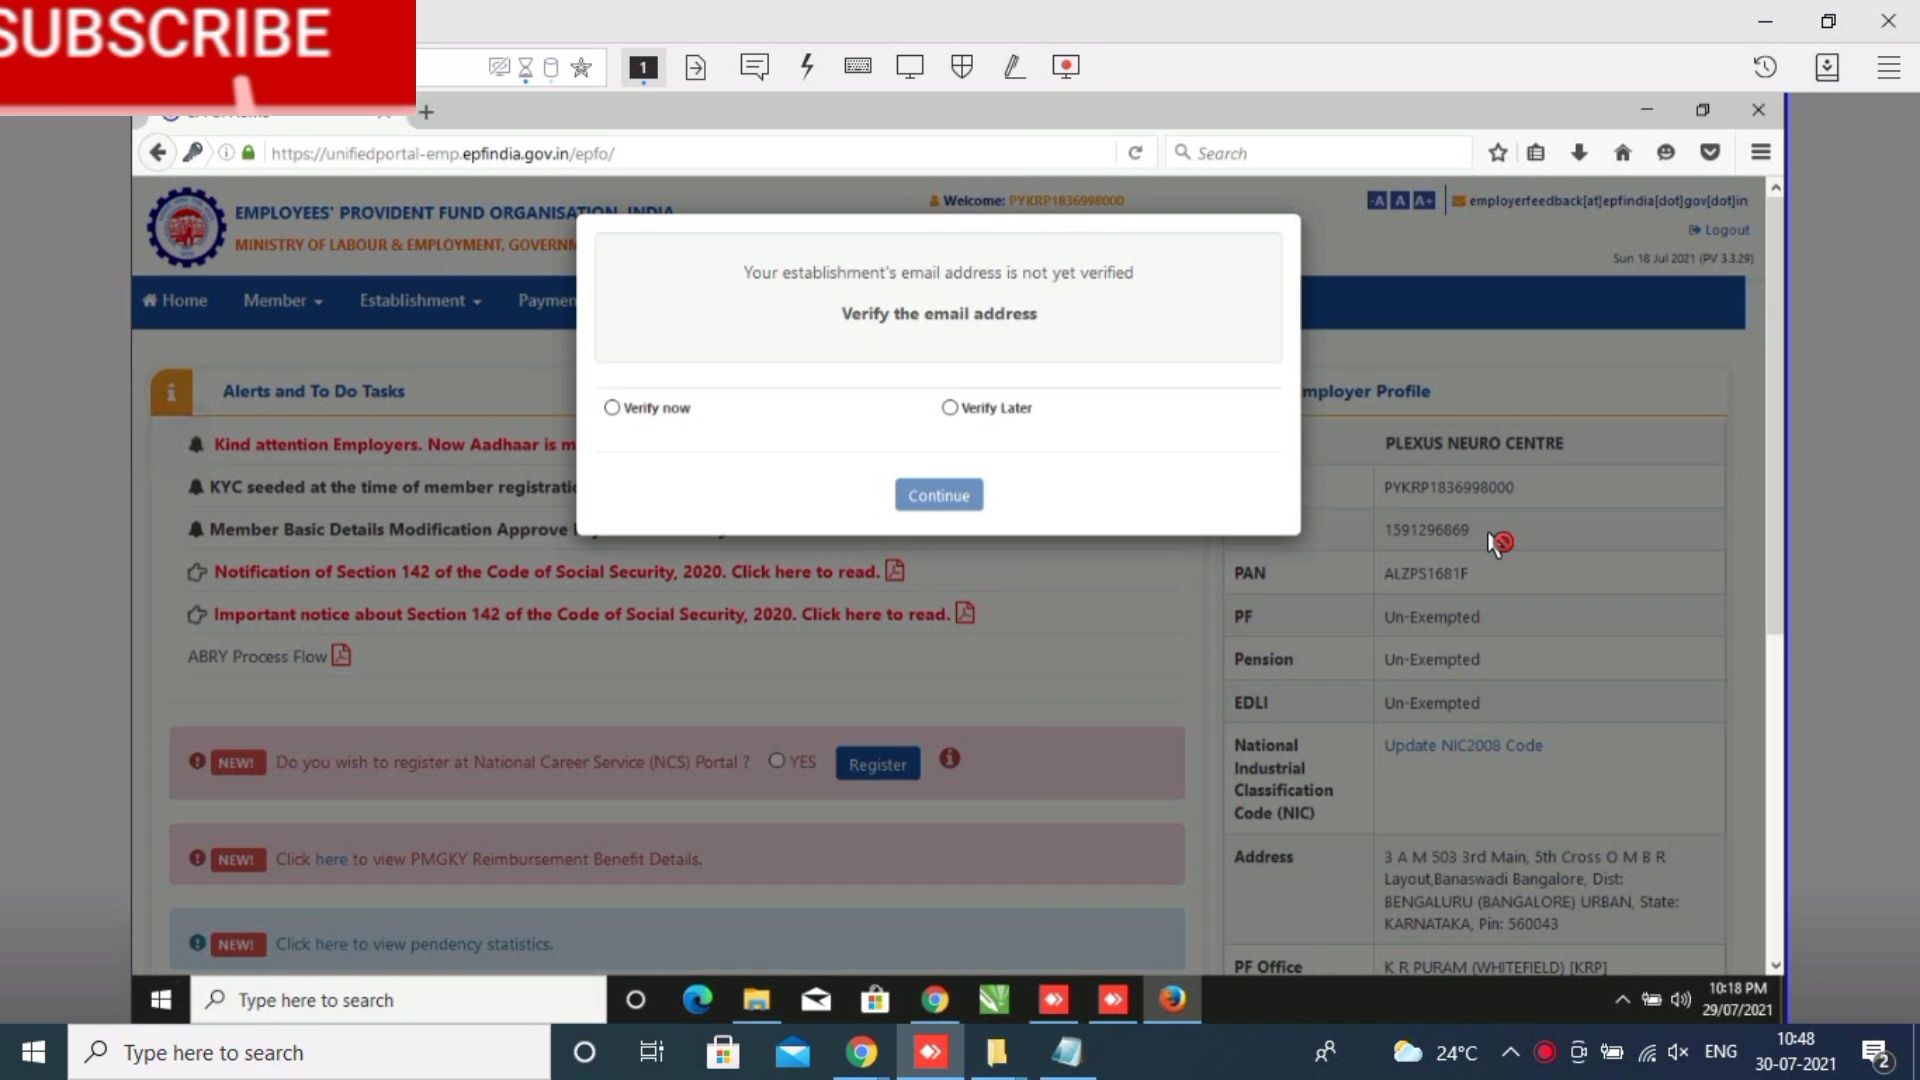 SUBSCRIBE
1
https://unifiedportal-emp.epfindia.gov.in/epfo/
Search
EMPLOYEES' PROVIDENT FUND ORGANISATION, INDIA
MINISTRY OF LABOUR & EMPLOYMENT, GOVERNM
Welcome: PYKRP1836998000
-A A A+
employerfeedback[at]epfindia[dot]gov[dot]in
Logout
Sun 18 Jul 2021 (PV 3.3.29)
Home Member Establishment Paymen
Your establishment's email address is not yet verified
Verify the email address
Verify now Verify Later
Continue
Alerts and To Do Tasks
Kind attention Employers. Now Aadhaar is m
KYC seeded at the time of member registratio
Member Basic Details Modification Approve
Notification of Section 142 of the Code of Social Security, 2020. Click here to read.
Important notice about Section 142 of the Code of Social Security, 2020. Click here to read.
ABRY Process Flow
NEW! Do you wish to register at National Career Service (NCS) Portal ? YES Register
NEW! Click here to view PMGKY Reimbursement Benefit Details.
NEW! Click here to view pendency statistics.
mployer Profile
PLEXUS NEURO CENTRE
PYKRP1836998000
1591296869
PAN ALZPS1681F
PF Un-Exempted
Pension Un-Exempted
EDLI Un-Exempted
National Industrial Classification Code (NIC) Update NIC2008 Code
Address
3 A M 503 3rd Main, 5th Cross O M B R
Layout,Banaswadi Bangalore, Dist:
BENGALURU (BANGALORE) URBAN, State:
KARNATAKA, Pin: 560043
PF Office K R PURAM (WHITEFIELD) [KRP]
Type here to search
10:18 PM
29/07/2021
Type here to search
24°C
ENG
10:48
30-07-2021
2